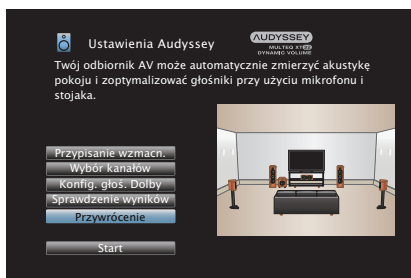 Ustawienia Audyssey
AUDYSSEY
MULTEQ XT32
DYNAMIC VOLUME
Twój odbiornik AV może automatycznie zmierzyć akustykę
pokoju i zoptymalizować głośniki przy użyciu mikrofonu i
stojaka.
Przypisanie wzmacn.
Wybór kanałów
Konfig. głoś. Dolby
Sprawdzenie wyników
Przywrócenie
Start